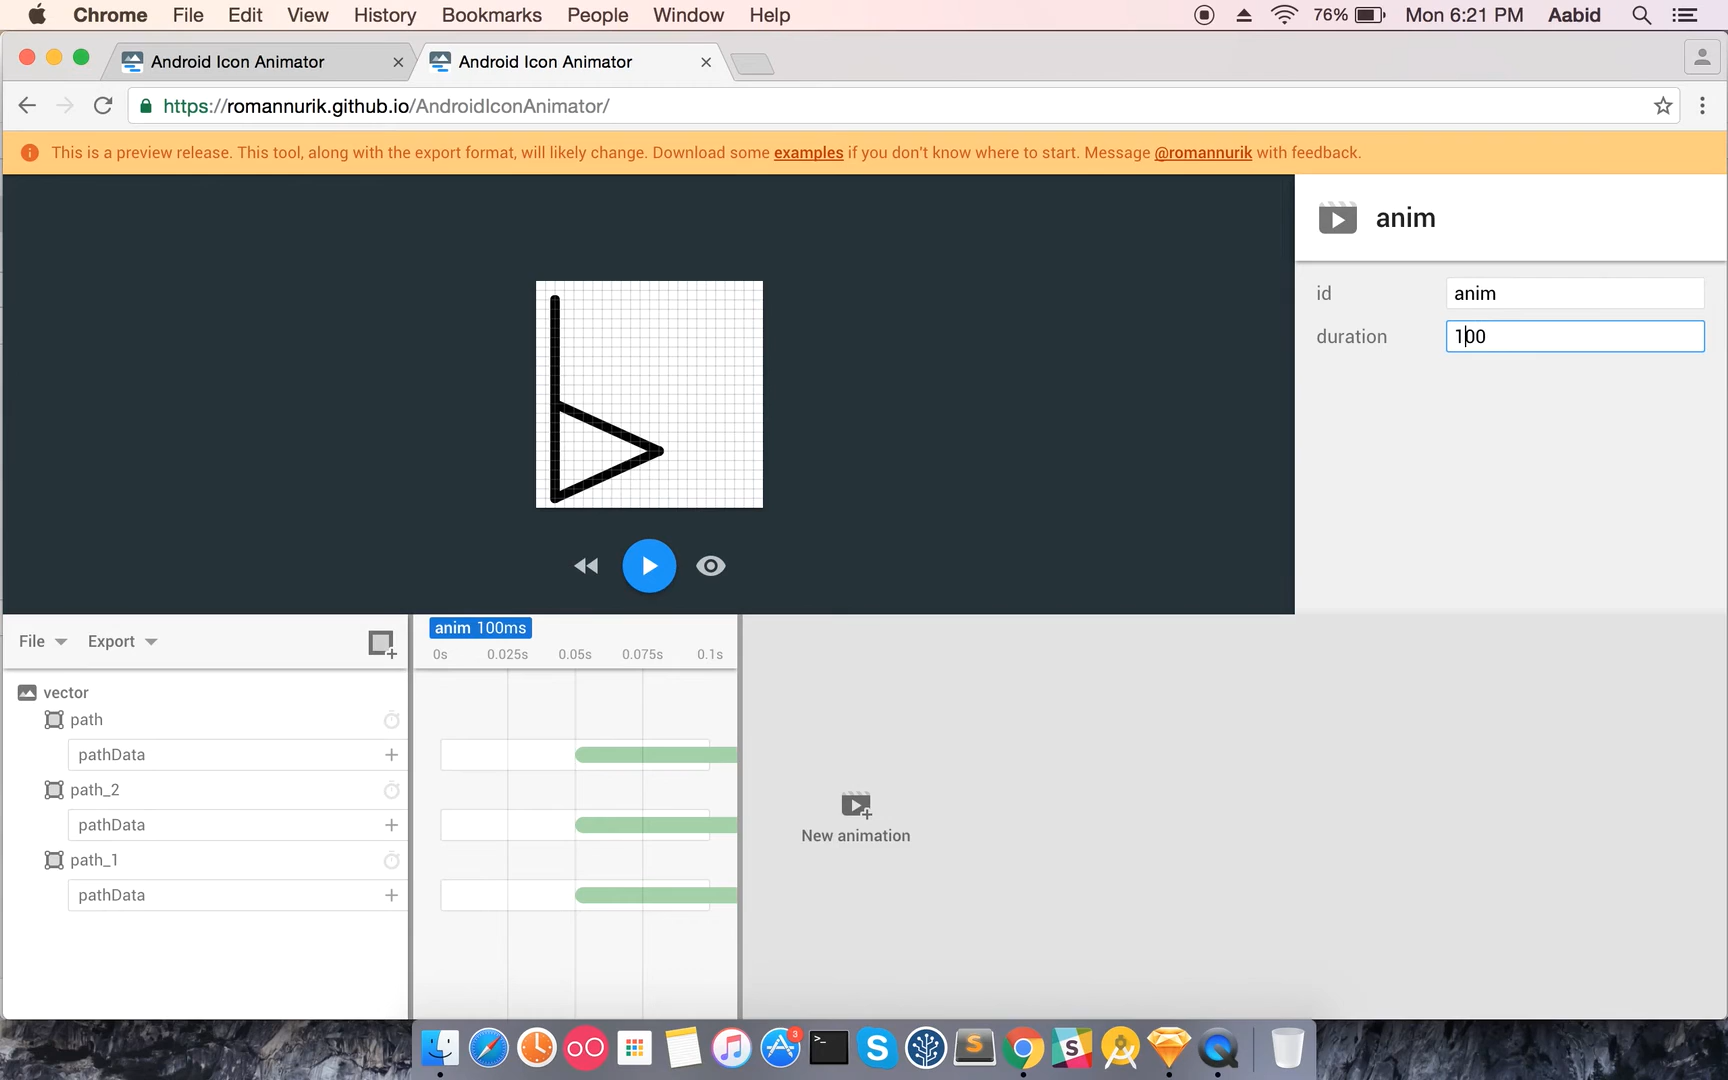 Chrome File Edit View History Bookmarks People Window Help 76% Mon 6:21 PM Aabid
Android Icon Animator Android Icon Animator
https://romannurik.github.io/AndroidIconAnimator/
This is a preview release. This tool, along with the export format, will likely change. Download some examples if you don't know where to start. Message @romannurik with feedback.
anim
id anim
duration 100
File Export
anim 100ms
0s 0.025s 0.05s 0.075s 0.1s
vector
path
pathData
path_2
pathData
path_1
pathData
New animation
3